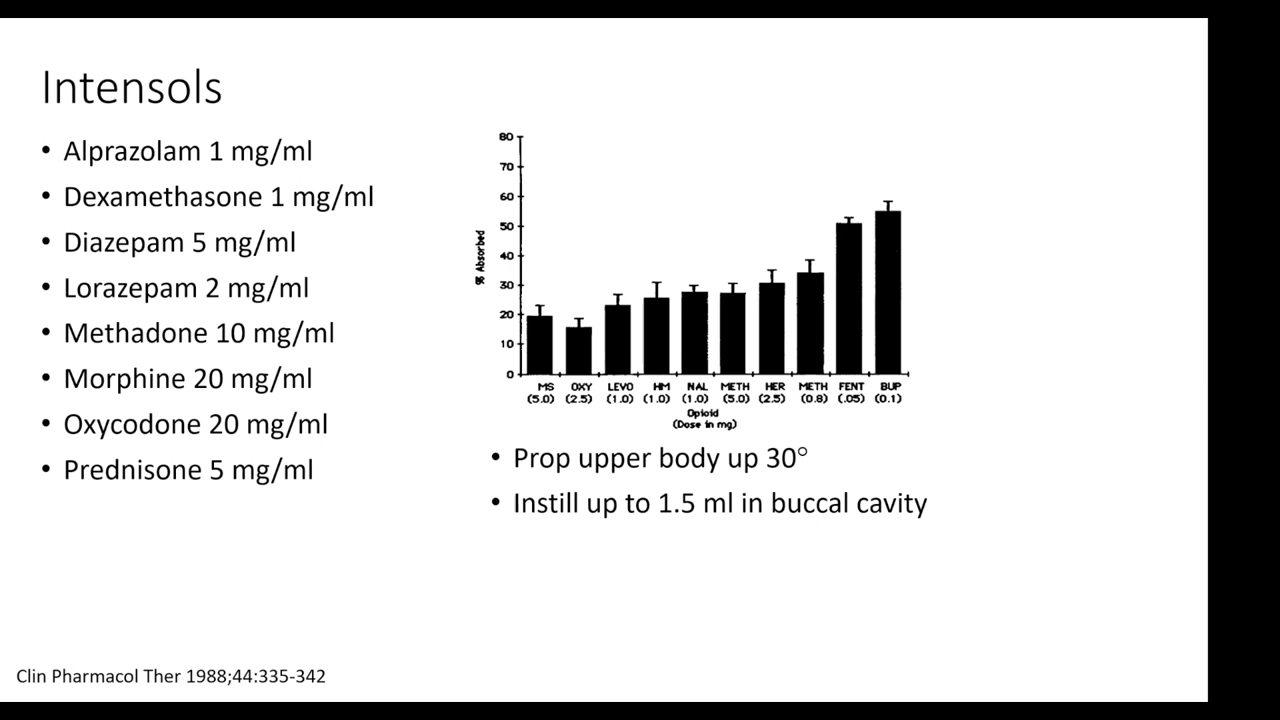 Intensols
• Alprazolam 1 mg/ml
• Dexamethasone 1 mg/ml
• Diazepam 5 mg/ml
• Lorazepam 2 mg/ml
• Methadone 10 mg/ml
• Morphine 20 mg/ml
• Oxycodone 20 mg/ml
• Prednisone 5 mg/ml
80
70
60
50
40
30
20
10
0
% Absorbed
MS OXY LEVO HM NAL METH HER METH FENT BUP
(5.0) (2.5) (1.0) (1.0) (1.0) (5.0) (2.5) (0.8) (.05) (0.1)
Opioid
(Dose in mg)
• Prop upper body up 30°
• Instill up to 1.5 ml in buccal cavity
Clin Pharmacol Ther 1988;44:335-342